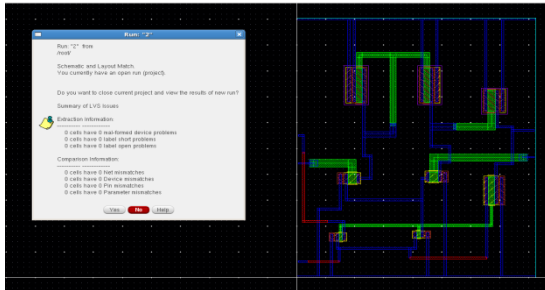 Run: "2"
Run: "2" from
/root/
Schematic and Layout Match.
You currently have an open run (project).
Do you want to close current project and view the results of new run?
Summary of LVS Issues
Extraction Information:
0 cells have 0 mal-formed device problems
0 cells have 0 label short problems
0 cells have 0 label open problems
Comparison Information:
0 cells have 0 Net mismatches
0 cells have 0 Device mismatches
0 cells have 0 Pin mismatches
0 cells have 0 Parameter mismatches
Yes No Help